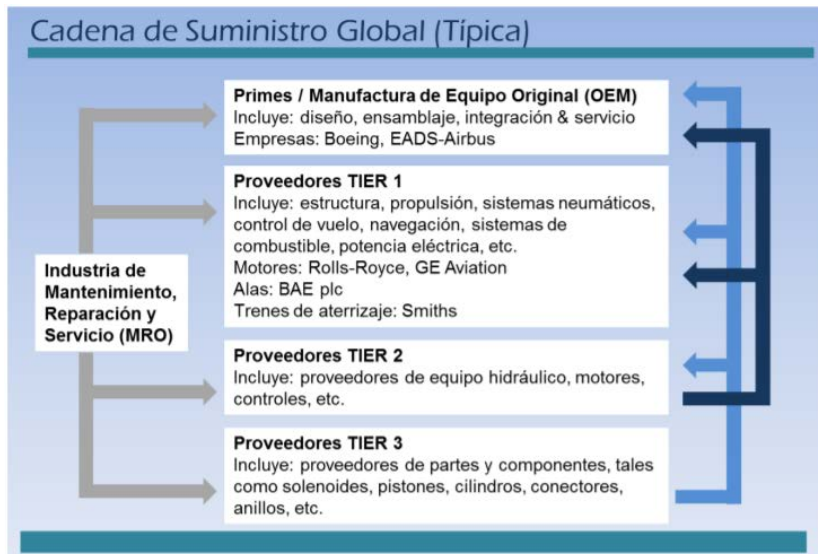 Cadena de Suministro Global (Típica)
Primes / Manufactura de Equipo Original (OEM)
Incluye: diseño, ensamblaje, integración & servicio
Empresas: Boeing, EADS-Airbus
Proveedores TIER 1
Incluye: estructura, propulsión, sistemas neumáticos,
control de vuelo, navegación, sistemas de
combustible, potencia eléctrica, etc.
Motores: Rolls-Royce, GE Aviation
Alas: BAE plc
Trenes de aterrizaje: Smiths
Industria de
Mantenimiento,
Reparación y
Servicio (MRO)
Proveedores TIER 2
Incluye: proveedores de equipo hidráulico, motores,
controles, etc.
Proveedores TIER 3
Incluye: proveedores de partes y componentes, tales
como solenoides, pistones, cilindros, conectores,
anillos, etc.